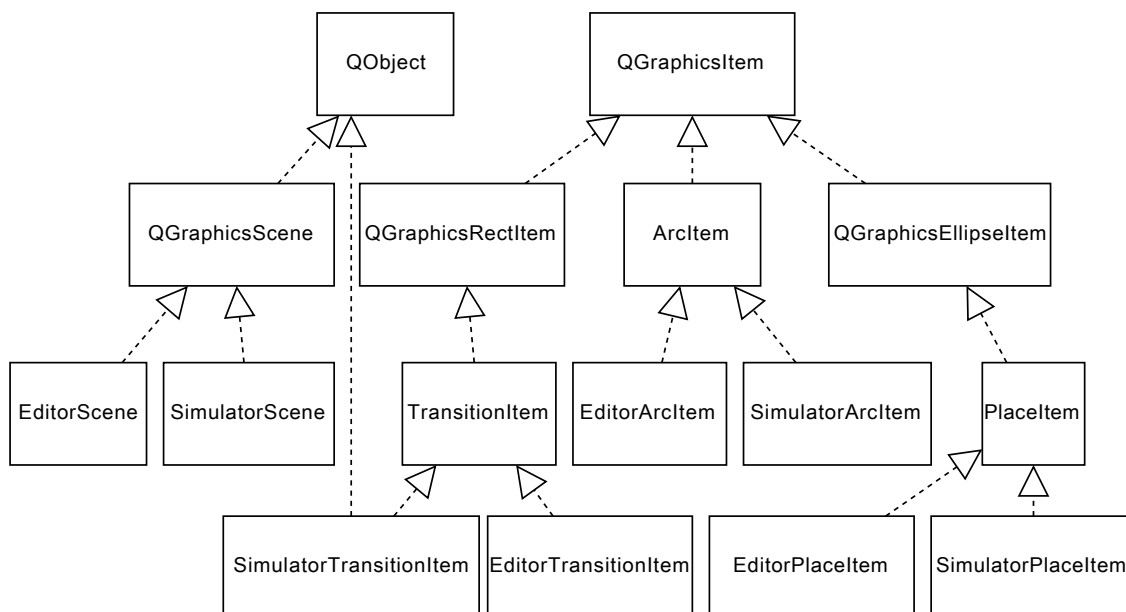 QObject
QGraphicsItem
QGraphicsScene
QGraphicsRectItem
ArcItem
QGraphicsEllipseItem
EditorScene
SimulatorScene
TransitionItem
EditorArcItem
SimulatorArcItem
PlaceItem
SimulatorTransitionItem
EditorTransitionItem
EditorPlaceItem
SimulatorPlaceItem